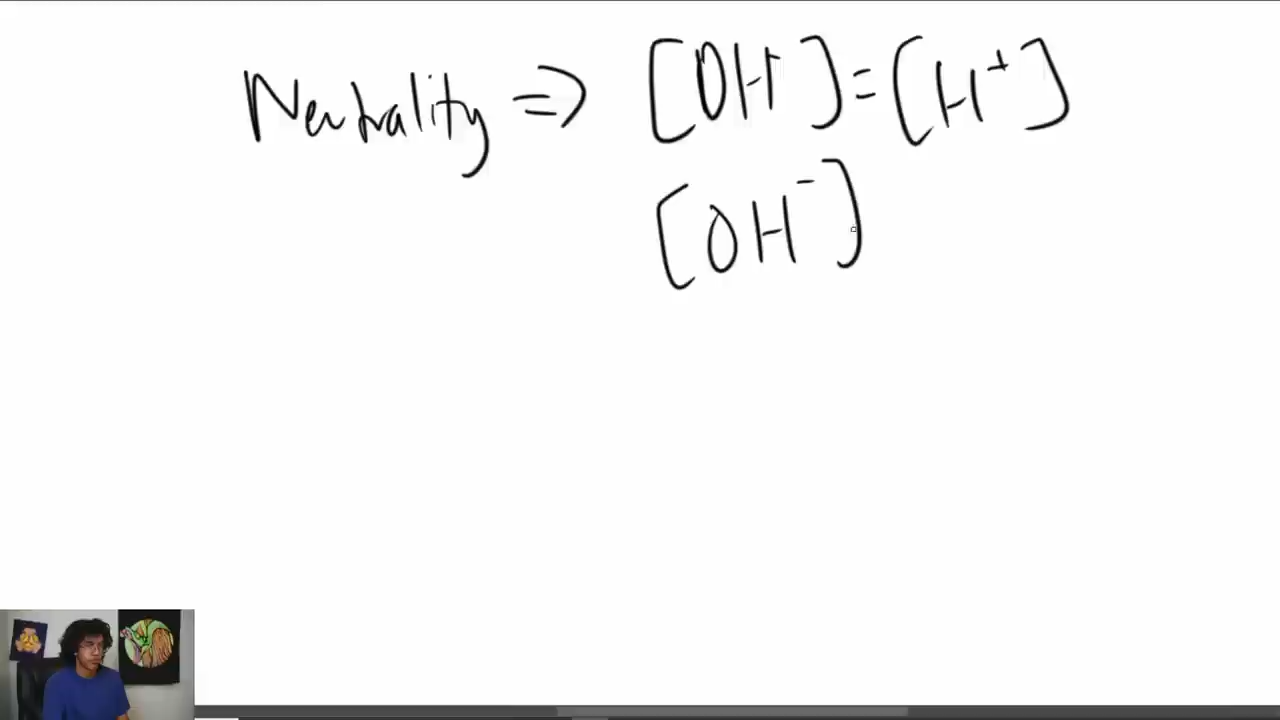 Neutrality => [OH] = [H⁺]
[OH⁻]